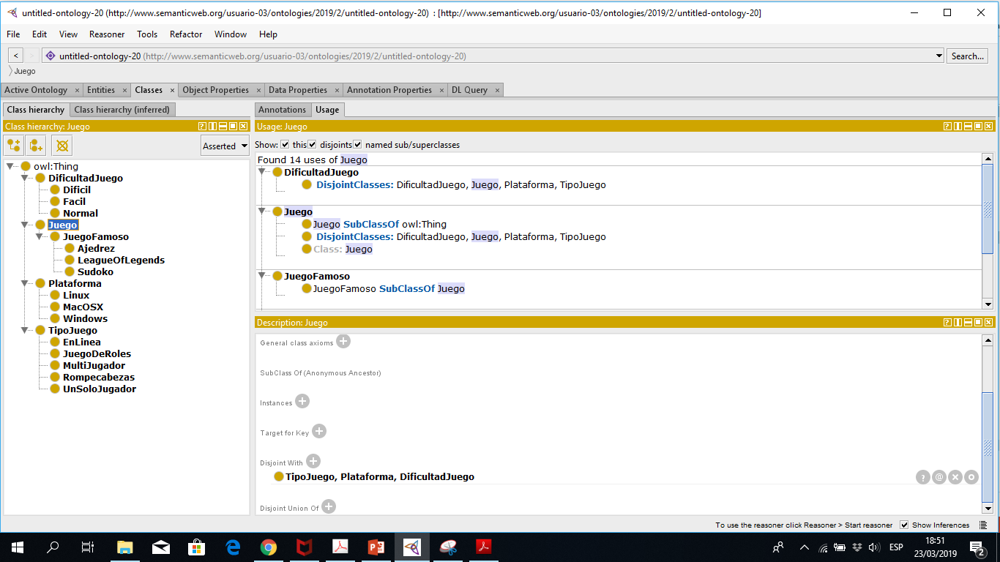 untitled-ontology-20 (http://www.semanticweb.org/usuario-03/ontologies/2019/2/untitled-ontology-20) : [http://www.semanticweb.org/usuario-03/ontologies/2019/2/untitled-ontology-20]
File Edit View Reasoner Tools Refactor Window Help
< > untitled-ontology-20 (http://www.semanticweb.org/usuario-03/ontologies/2019/2/untitled-ontology-20) Search...
Juego
Active Ontology × Entities × Classes × Object Properties × Data Properties × Annotation Properties × DL Query ×
Class hierarchy Class hierarchy (inferred)
Class hierarchy: Juego
Asserted
owl:Thing
DificultadJuego
Dificil
Facil
Normal
Juego
JuegoFamoso
Ajedrez
LeagueOfLegends
Sudoko
Plataforma
Linux
MacOSX
Windows
TipoJuego
EnLinea
JuegoDeRoles
MultiJugador
Rompecabezas
UnSoloJugador
Annotations Usage
Usage: Juego
Show: this disjoints named sub/superclasses
Found 14 uses of Juego
DificultadJuego
DisjointClasses: DificultadJuego, Juego, Plataforma, TipoJuego
Juego
Juego SubClassOf owl:Thing
DisjointClasses: DificultadJuego, Juego, Plataforma, TipoJuego
Class: Juego
JuegoFamoso
JuegoFamoso SubClassOf Juego
Description: Juego
General class axioms
SubClass Of (Anonymous Ancestor)
Instances
Target for Key
Disjoint With
TipoJuego, Plataforma, DificultadJuego
Disjoint Union Of
To use the reasoner click Reasoner > Start reasoner Show Inferences
ESP
18:51
23/03/2019
2